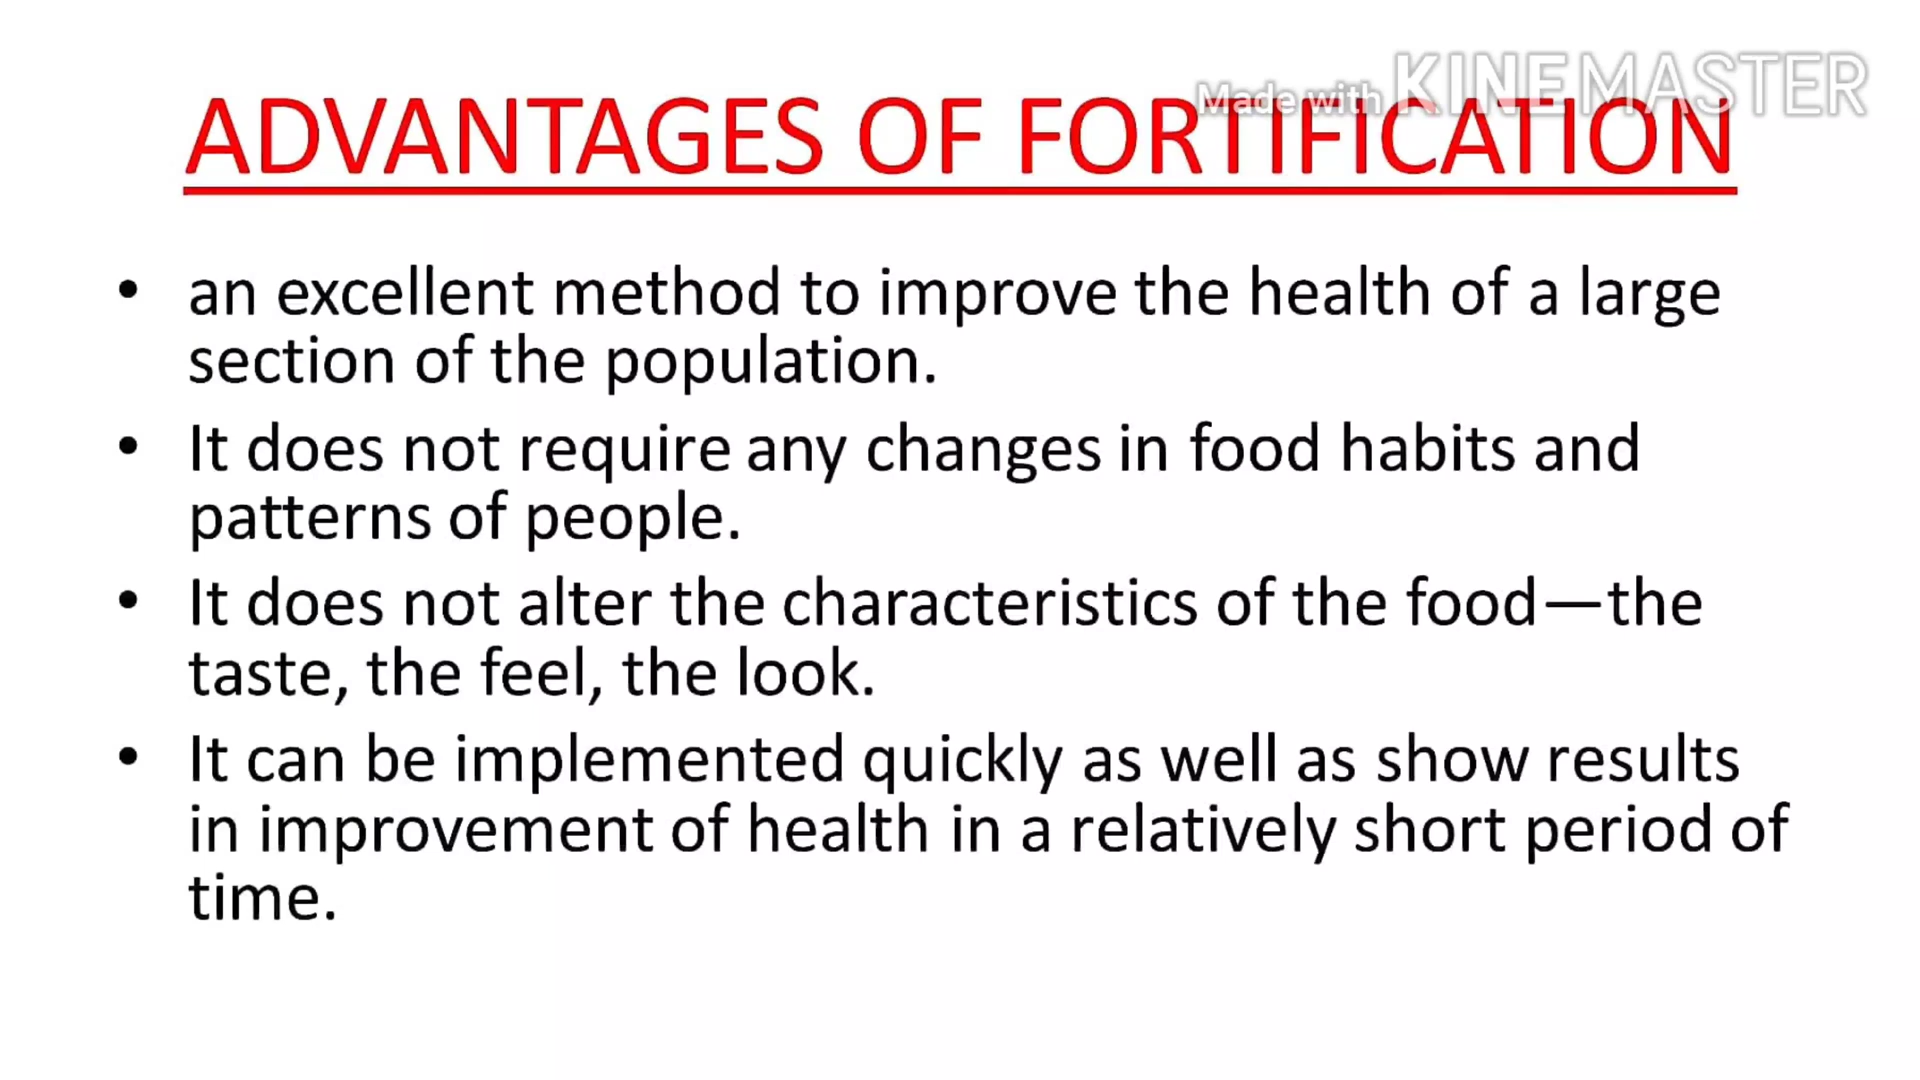 Made with KINEMASTER
ADVANTAGES OF FORTIFICATION
• an excellent method to improve the health of a large
section of the population.
• It does not require any changes in food habits and
patterns of people.
• It does not alter the characteristics of the food—the
taste, the feel, the look.
• It can be implemented quickly as well as show results
in improvement of health in a relatively short period of
time.